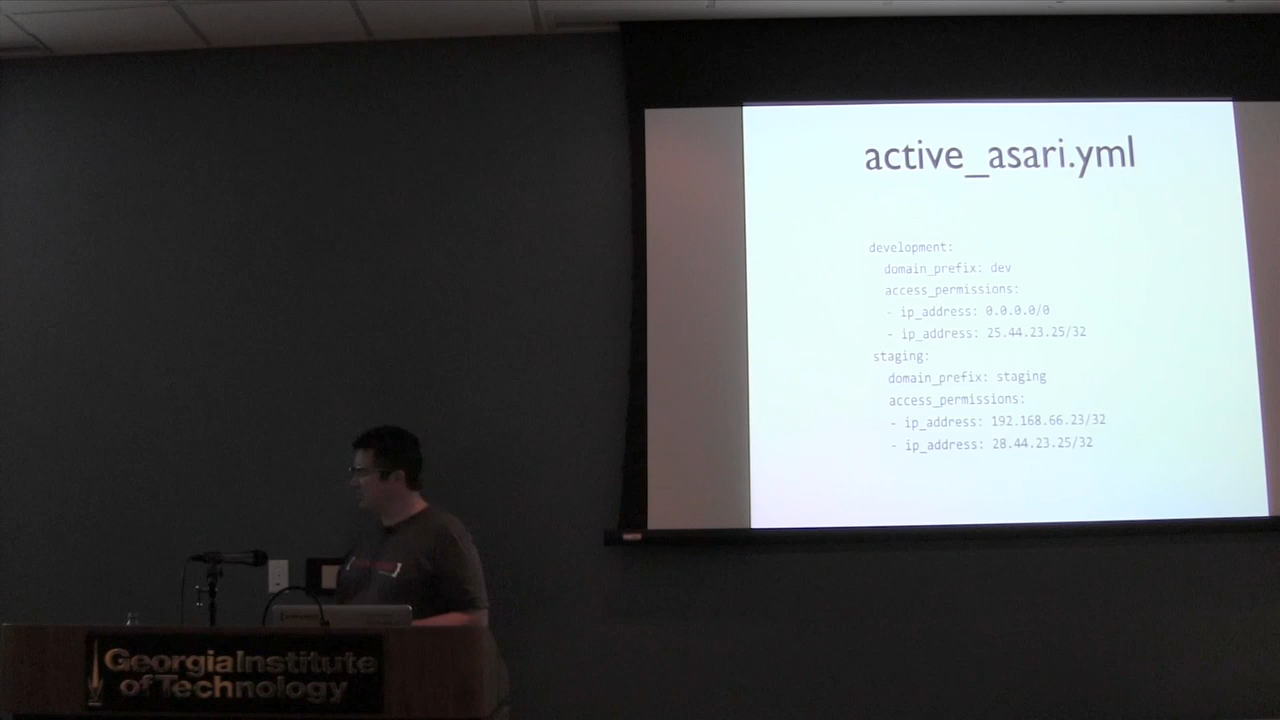 active_asari.yml
development:
domain_prefix: dev
access_permissions:
- ip_address: 0.0.0.0/0
- ip_address: 25.44.23.25/32
staging:
domain_prefix: staging
access_permissions:
- ip_address: 192.168.66.23/32
- ip_address: 28.44.23.25/32
GeorgiaInstitute
of Technology